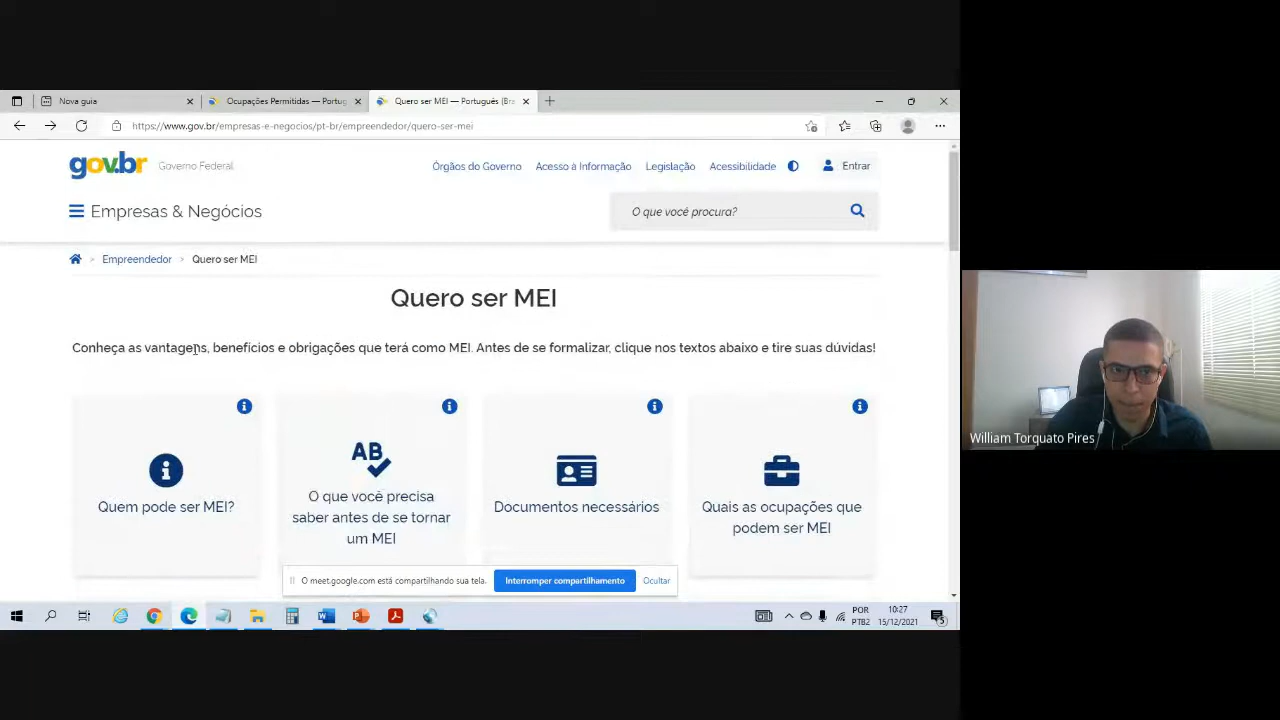 Nova guia
Ocupações Permitidas — Portug
Quero ser MEI — Português (Bra
https://www.gov.br/empresas-e-negocios/pt-br/empreendedor/quero-ser-mei
gov.br Governo Federal
Órgãos do Governo Acesso à Informação Legislação Acessibilidade Entrar
Empresas & Negócios
O que você procura?
> Empreendedor > Quero ser MEI
Quero ser MEI
Conheça as vantagens, benefícios e obrigações que terá como MEI. Antes de se formalizar, clique nos textos abaixo e tire suas dúvidas!
Quem pode ser MEI?
AB
O que você precisa
saber antes de se tornar
um MEI
Documentos necessários
Quais as ocupações que
podem ser MEI
O meet.google.com está compartilhando sua tela.
Interromper compartilhamento
Ocultar
POR
PTB2
10:27
15/12/2021
5
William Torquato Pires